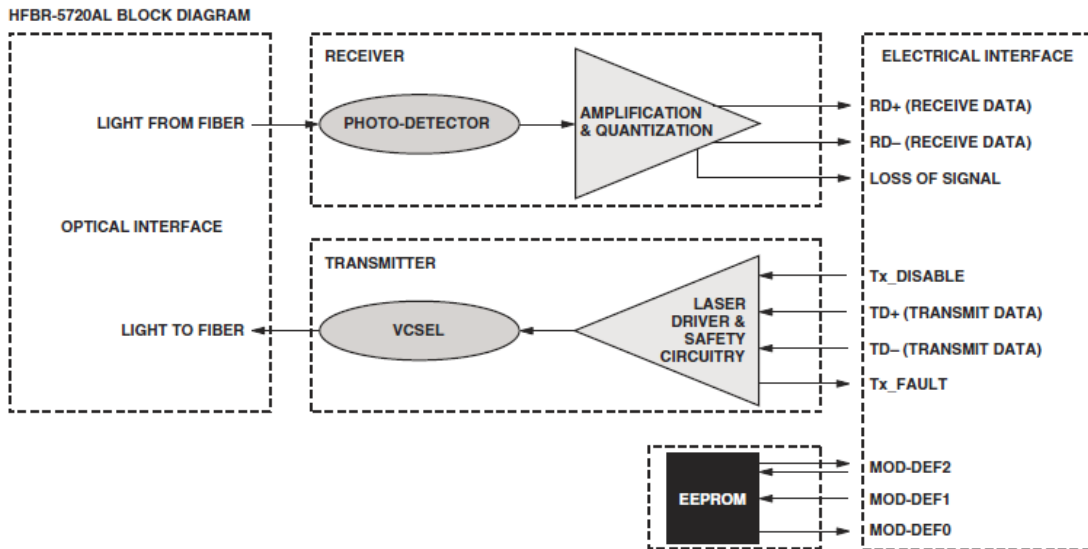 HFBR-5720AL BLOCK DIAGRAM
RECEIVER
ELECTRICAL INTERFACE
LIGHT FROM FIBER
PHOTO-DETECTOR
AMPLIFICATION
& QUANTIZATION
RD+ (RECEIVE DATA)
RD– (RECEIVE DATA)
LOSS OF SIGNAL
OPTICAL INTERFACE
TRANSMITTER
LIGHT TO FIBER
VCSEL
LASER
DRIVER &
SAFETY
CIRCUITRY
Tx_DISABLE
TD+ (TRANSMIT DATA)
TD– (TRANSMIT DATA)
Tx_FAULT
EEPROM
MOD-DEF2
MOD-DEF1
MOD-DEF0